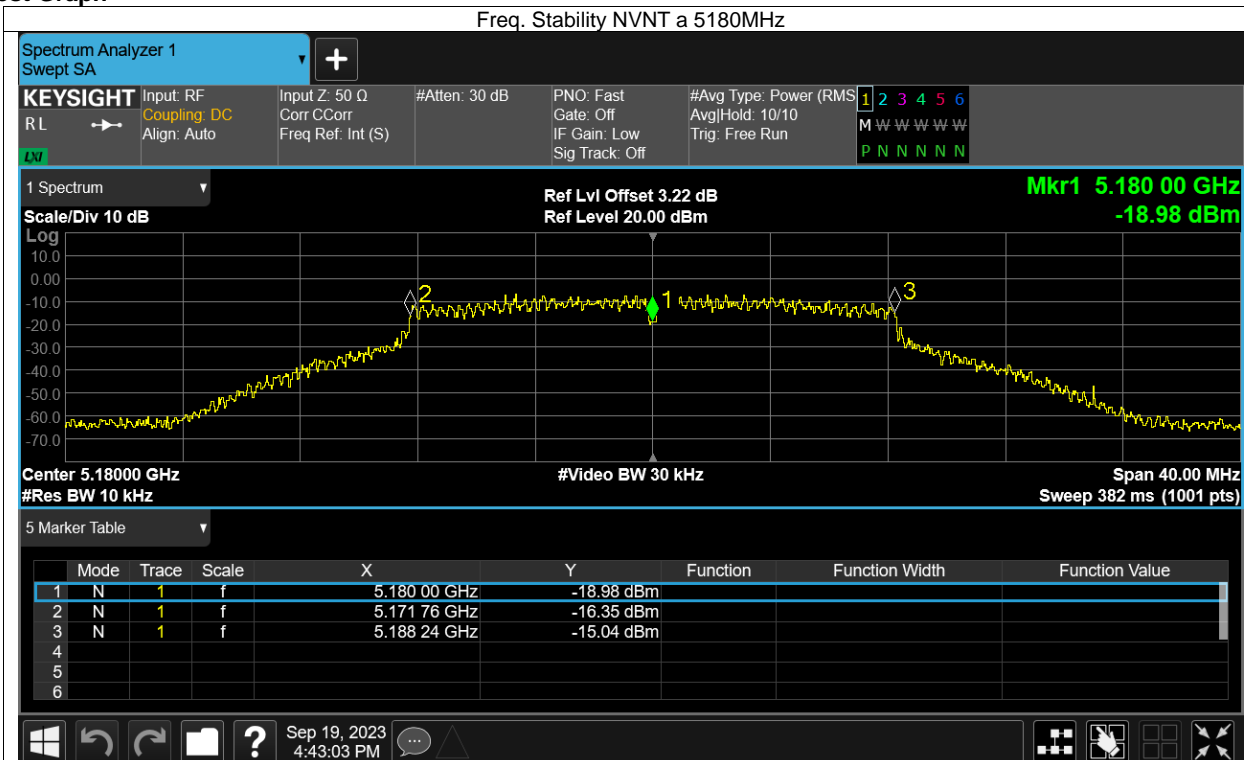 Freq. Stability NVNT a 5180MHz
Spectrum Analyzer 1
Swept SA
KEYSIGHT
RL
LXI
Input: RF
Coupling: DC
Align: Auto
Input Z: 50 Ω
Corr CCorr
Freq Ref: Int (S)
#Atten: 30 dB
PNO: Fast
Gate: Off
IF Gain: Low
Sig Track: Off
#Avg Type: Power (RMS
Avg|Hold: 10/10
Trig: Free Run
1 2 3 4 5 6
M W W W W W
P N N N N N
1 Spectrum
Scale/Div 10 dB
Ref Lvl Offset 3.22 dB
Ref Level 20.00 dBm
Mkr1 5.180 00 GHz
-18.98 dBm
Log
10.0
0.00
-10.0
-20.0
-30.0
-40.0
-50.0
-60.0
-70.0
2
1
3
Center 5.18000 GHz
#Res BW 10 kHz
#Video BW 30 kHz
Span 40.00 MHz
Sweep 382 ms (1001 pts)
5 Marker Table
Mode Trace Scale X Y Function Function Width Function Value
1 N 1 f 5.180 00 GHz -18.98 dBm
2 N 1 f 5.171 76 GHz -16.35 dBm
3 N 1 f 5.188 24 GHz -15.04 dBm
4
5
6
?
Sep 19, 2023
4:43:03 PM